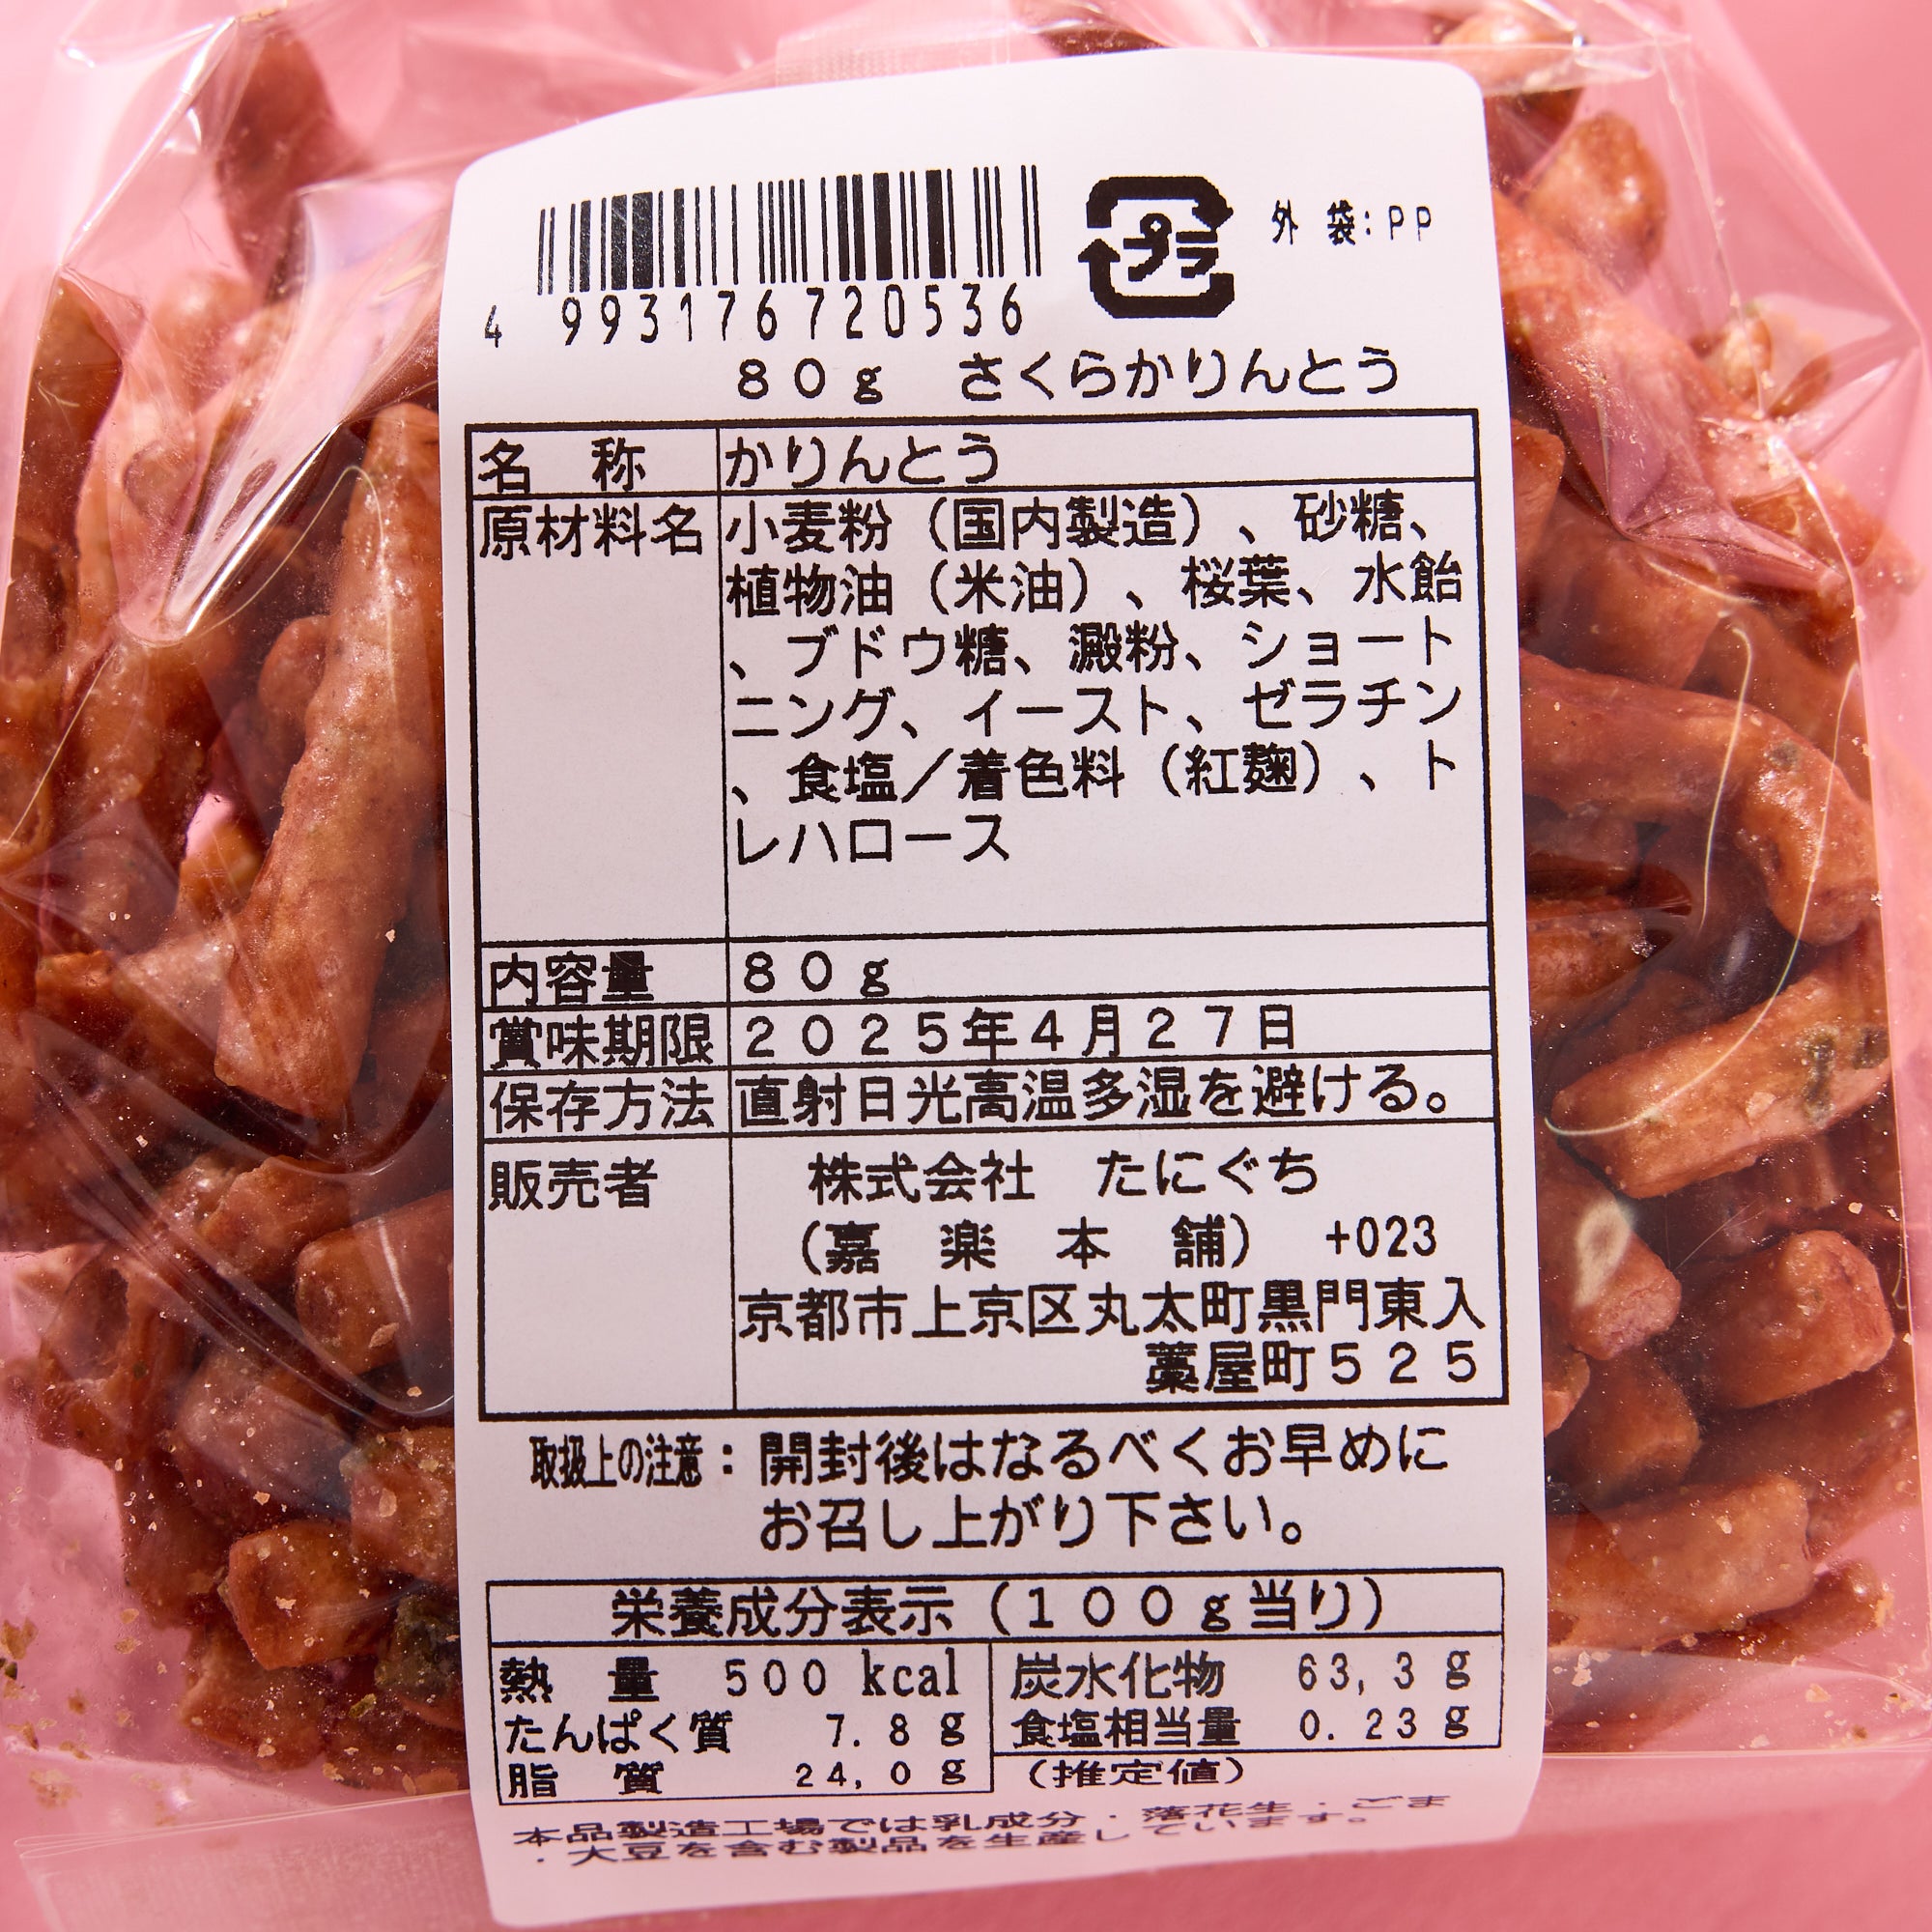 プラ
外 袋:PP
4 993176 720536
80g さくらかりんとう
名 称 かりんとう
原材料名 小麦粉(国内製造)、砂糖、
植物油(米油)、桜葉、水飴
、ブドウ糖、澱粉、ショート
ニング、イースト、ゼラチン
、食塩/着色料(紅麹)、ト
レハロース
内容量 80g
賞味期限 2025年4月27日
保存方法 直射日光高温多湿を避ける。
販売者 株式会社 たにぐち
(嘉 楽 本 舗) +023
京都市上京区丸太町黒門東入
藁屋町525
取扱上の注意:開封後はなるべくお早めに
お召し上がり下さい。
栄養成分表示(100g当り)
熱 量 500 kcal 炭水化物 63,3 g
たんぱく質 7.8 g 食塩相当量 0.23 g
脂 質 24,0 g (推定値)
本品製造工場では乳成分・落花生・ごま
・大豆を含む製品を生産しています。